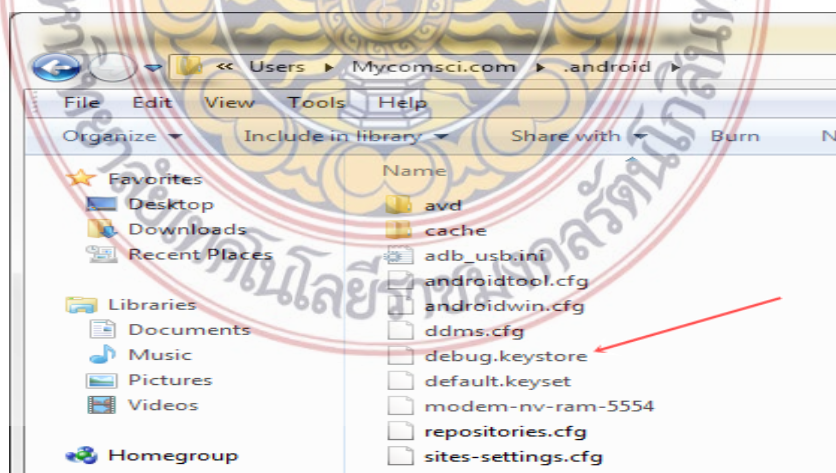 « Users ▸ Mycomsci.com ▸ .android ▸
File Edit View Tools Help
Organize Include in library Share with Burn N
Favorites
Desktop
Downloads
Recent Places
Libraries
Documents
Music
Pictures
Videos
Homegroup
Name
avd
cache
adb_usb.ini
androidtool.cfg
androidwin.cfg
ddms.cfg
debug.keystore
default.keyset
modem-nv-ram-5554
repositories.cfg
sites-settings.cfg